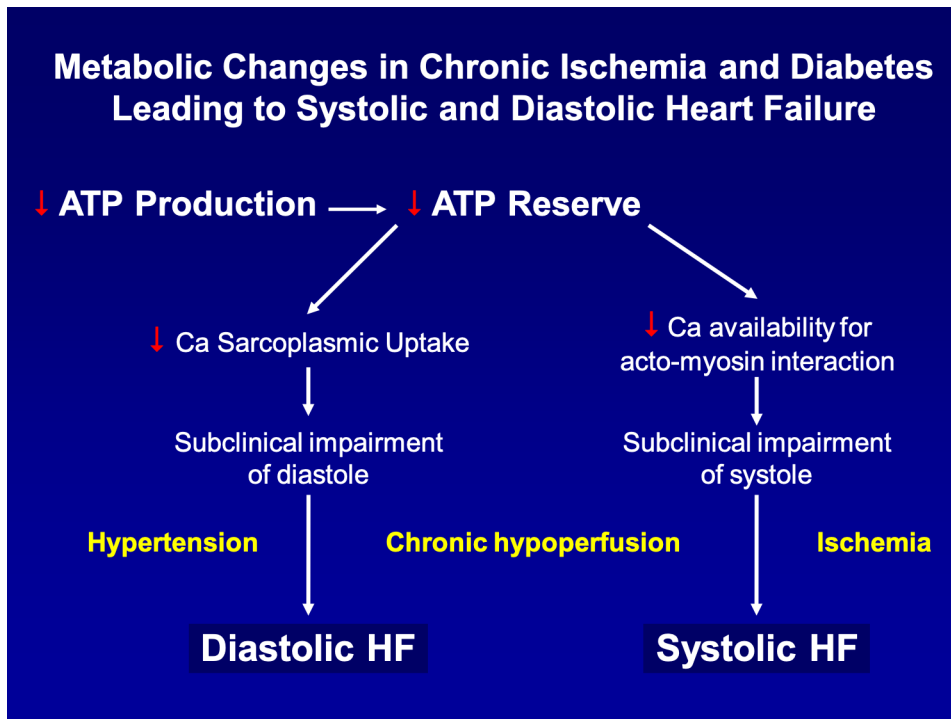 Metabolic Changes in Chronic Ischemia and Diabetes
Leading to Systolic and Diastolic Heart Failure
↓ ATP Production → ↓ ATP Reserve
↓ Ca Sarcoplasmic Uptake
↓ Ca availability for
acto-myosin interaction
Subclinical impairment
of diastole
Subclinical impairment
of systole
Hypertension
Chronic hypoperfusion
Ischemia
Diastolic HF
Systolic HF